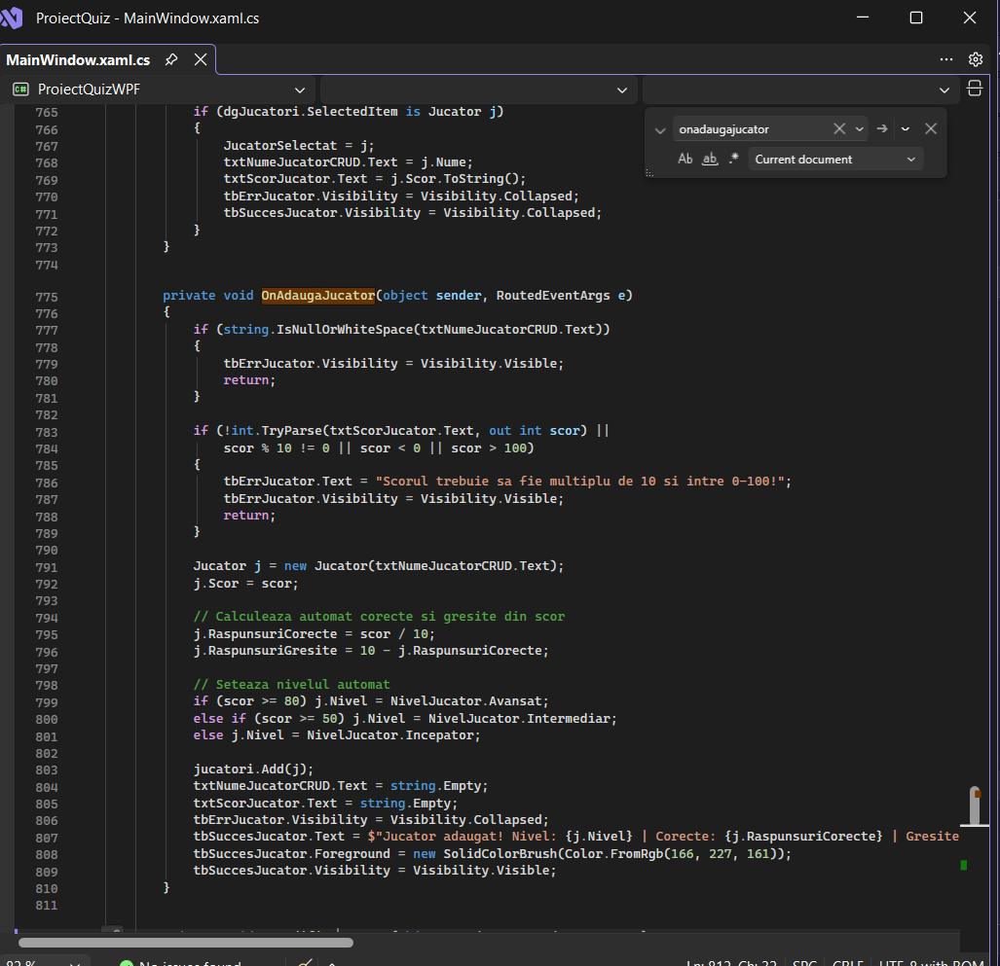 ProiectQuiz - MainWindow.xaml.cs
MainWindow.xaml.cs
ProiectQuizWPF
onadaugajucator
Ab ab .* Current document
765 if (dgJucatori.SelectedItem is Jucator j)
766 {
767 JucatorSelectat = j;
768 txtNumeJucatorCRUD.Text = j.Nume;
769 txtScorJucator.Text = j.Scor.ToString();
770 tbErrJucator.Visibility = Visibility.Collapsed;
771 tbSuccesJucator.Visibility = Visibility.Collapsed;
772 }
773 }
774
775 private void OnAdaugaJucator(object sender, RoutedEventArgs e)
776 {
777 if (string.IsNullOrWhiteSpace(txtNumeJucatorCRUD.Text))
778 {
779 tbErrJucator.Visibility = Visibility.Visible;
780 return;
781 }
782
783 if (!int.TryParse(txtScorJucator.Text, out int scor) ||
784 scor % 10 != 0 || scor < 0 || scor > 100)
785 {
786 tbErrJucator.Text = "Scorul trebuie sa fie multiplu de 10 si intre 0-100!";
787 tbErrJucator.Visibility = Visibility.Visible;
788 return;
789 }
790
791 Jucator j = new Jucator(txtNumeJucatorCRUD.Text);
792 j.Scor = scor;
793
794 // Calculeaza automat corecte si gresite din scor
795 j.RaspunsuriCorecte = scor / 10;
796 j.RaspunsuriGresite = 10 - j.RaspunsuriCorecte;
797
798 // Seteaza nivelul automat
799 if (scor >= 80) j.Nivel = NivelJucator.Avansat;
800 else if (scor >= 50) j.Nivel = NivelJucator.Intermediar;
801 else j.Nivel = NivelJucator.Incepator;
802
803 jucatori.Add(j);
804 txtNumeJucatorCRUD.Text = string.Empty;
805 txtScorJucator.Text = string.Empty;
806 tbErrJucator.Visibility = Visibility.Collapsed;
807 tbSuccesJucator.Text = $"Jucator adaugat! Nivel: {j.Nivel} | Corecte: {j.RaspunsuriCorecte} | Gresite
808 tbSuccesJucator.Foreground = new SolidColorBrush(Color.FromRgb(166, 227, 161));
809 tbSuccesJucator.Visibility = Visibility.Visible;
810 }
811
82 % No issues found Ln: 812 Ch: 32 SPC CRLF UTF-8 with BOM